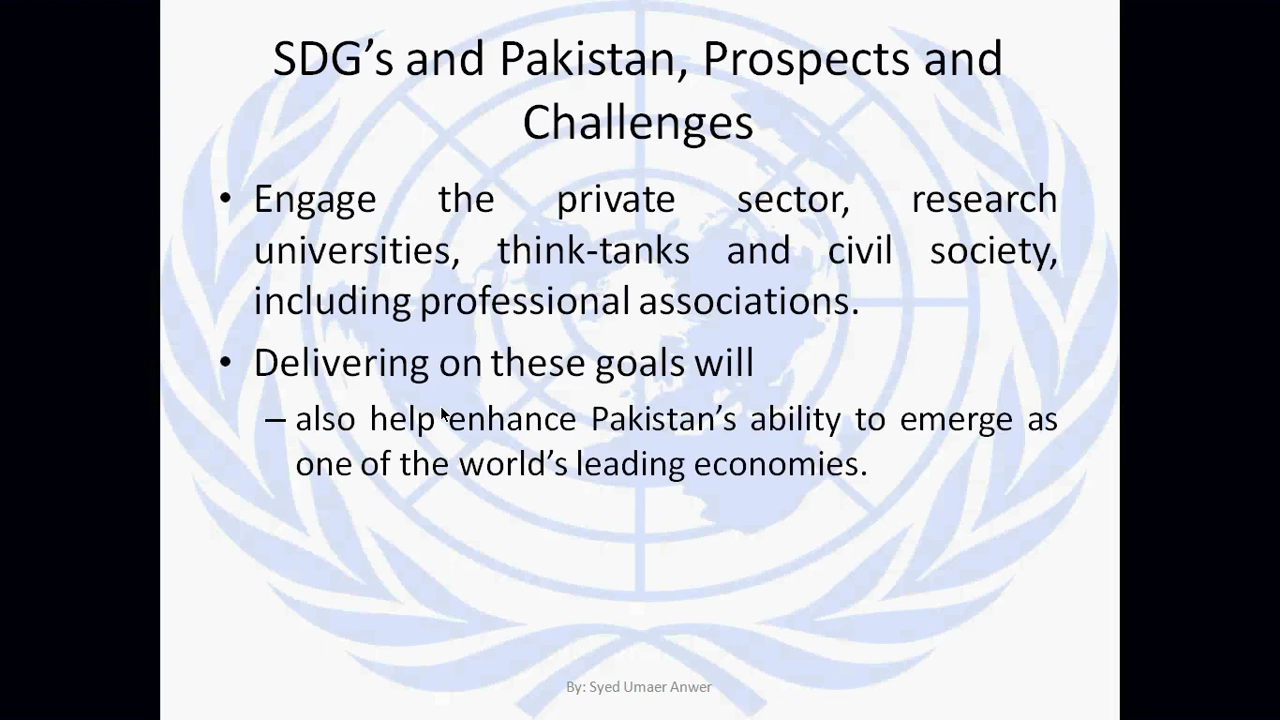 SDG’s and Pakistan, Prospects and
Challenges
• Engage the private sector, research
universities, think-tanks and civil society,
including professional associations.
• Delivering on these goals will
– also help enhance Pakistan’s ability to emerge as
one of the world’s leading economies.
By: Syed Umaer Anwer